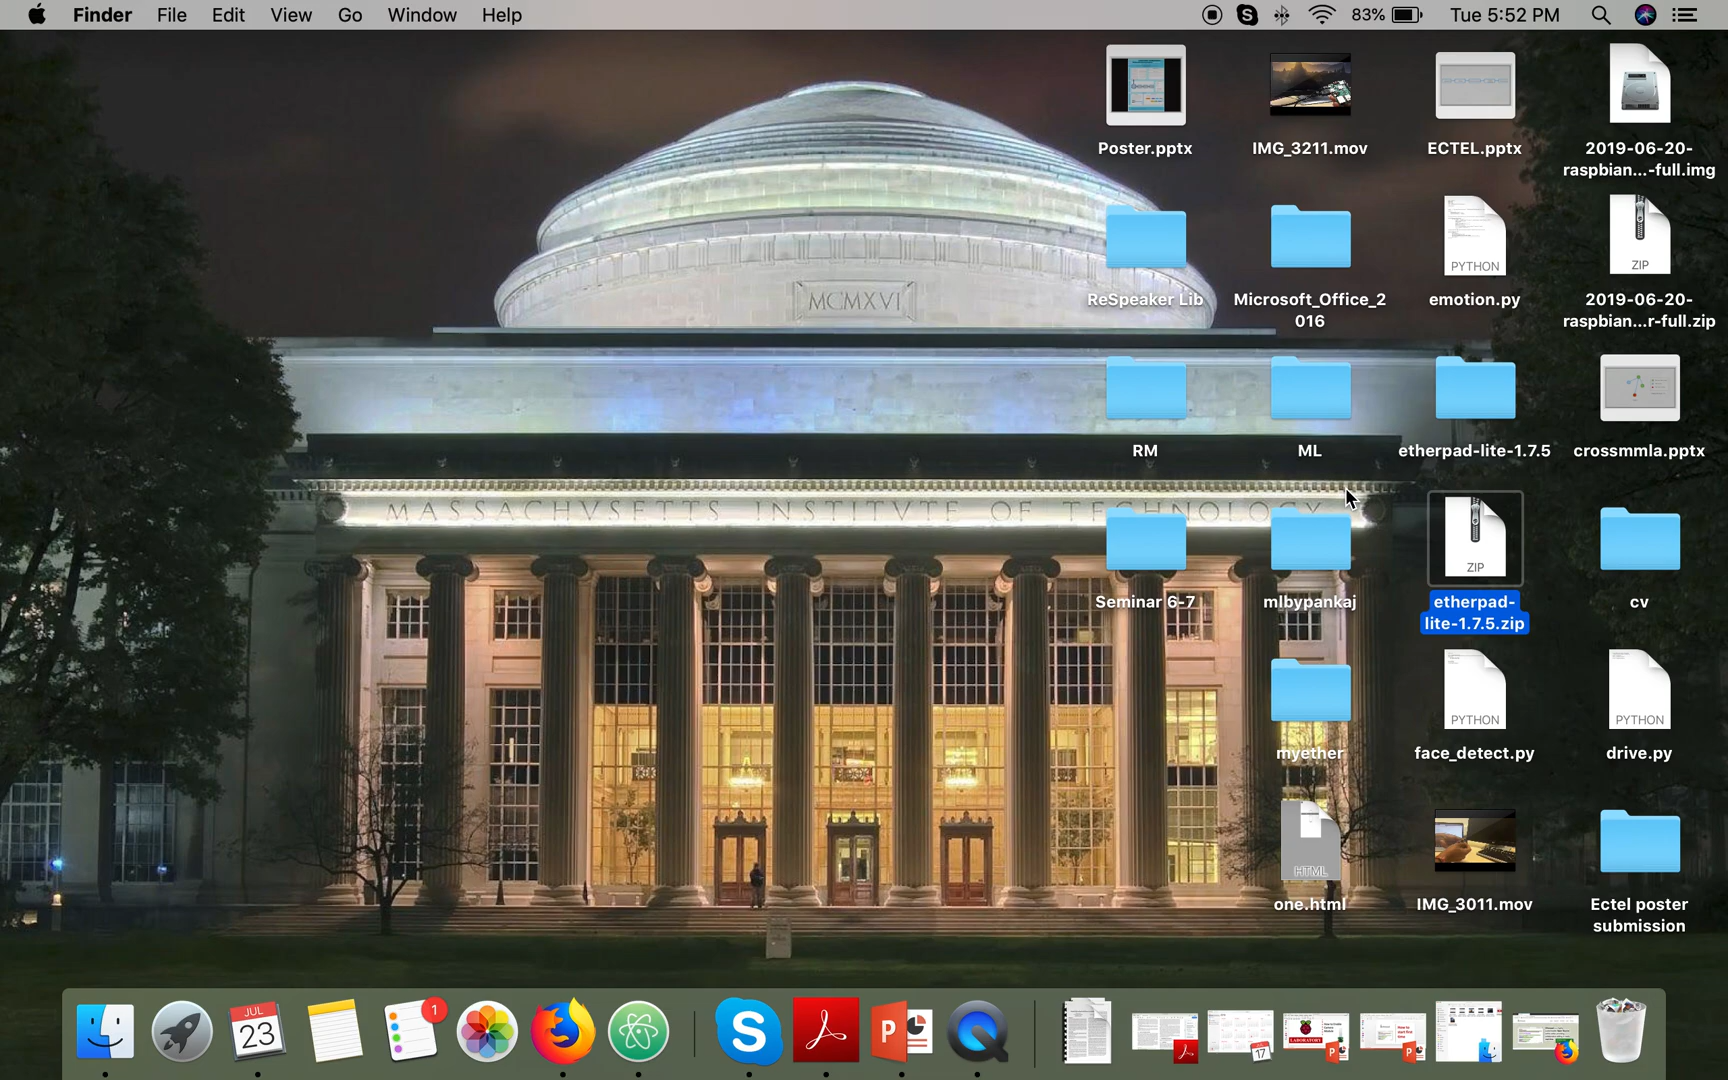 Finder File Edit View Go Window Help 83% Tue 5:52 PM
Poster.pptx
IMG_3211.mov
ECTEL.pptx
2019-06-20-
raspbian...-full.img
ReSpeaker Lib
Microsoft_Office_2
016
PYTHON
emotion.py
ZIP
2019-06-20-
raspbian...r-full.zip
RM
ML
etherpad-lite-1.7.5
crossmmla.pptx
Seminar 6-7
mlbypankaj
ZIP
etherpad-
lite-1.7.5.zip
cv
myether
PYTHON
face_detect.py
PYTHON
drive.py
HTML
one.html
IMG_3011.mov
Ectel poster
submission
MCMXVI
MASSACHVSETTS INSTITVTE OF TECHNOLOGY
JUL
23
1
S
P
LABORATORY
17